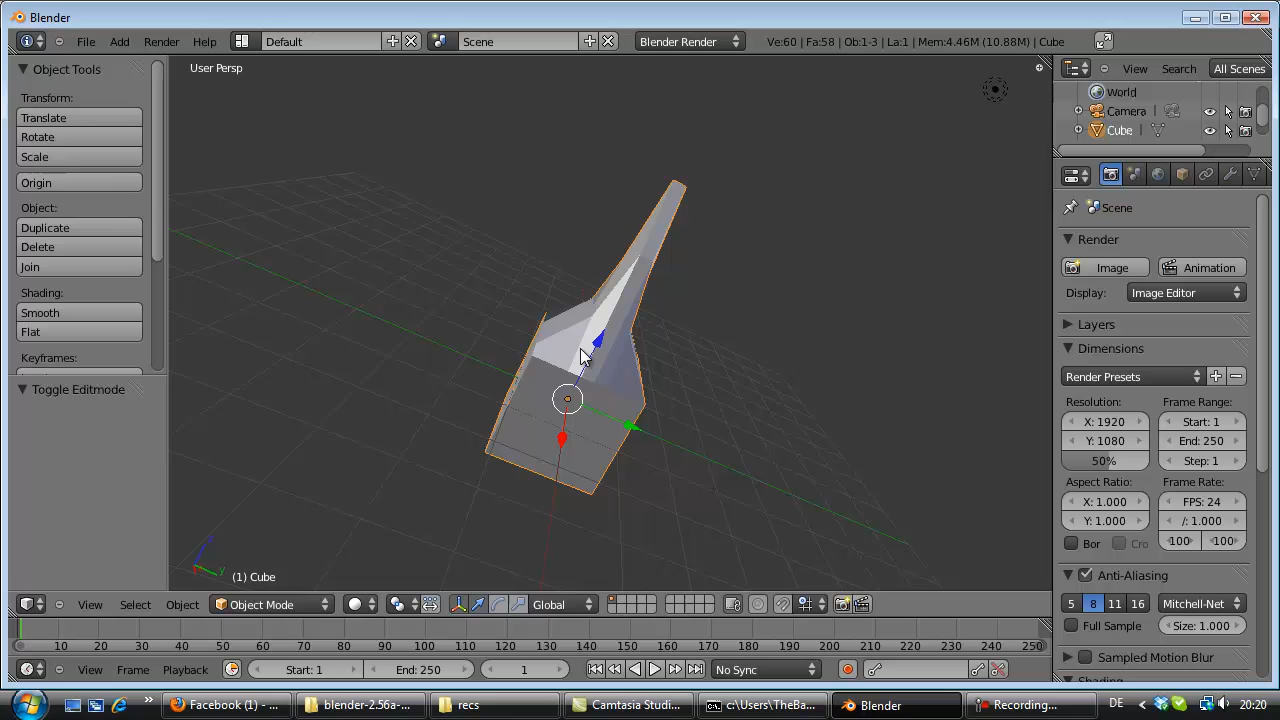 Blender
File Add Render Help Default Scene Blender Render Ve:60 | Fa:58 | Ob:1-3 | La:1 | Mem:4.46M (10.88M) | Cube
Object Tools
Transform:
Translate
Rotate
Scale
Origin
Object:
Duplicate
Delete
Join
Shading:
Smooth
Flat
Keyframes:
Toggle Editmode
User Persp
y
(1) Cube
View Select Object Object Mode Global
0 10 20 30 40 50 60 70 80 90 100 110 120 130 140 150 160 170 180 190 200 210 220 230 240 250
View Frame Playback Start: 1 End: 250 1 No Sync
View Search All Scenes
World
Camera
Cube
Scene
Render
Image Animation
Display: Image Editor
Layers
Dimensions
Render Presets
Resolution: Frame Range:
X: 1920 Start: 1
Y: 1080 End: 250
50% Step: 1
Aspect Ratio: Frame Rate:
X: 1.000 FPS: 24
Y: 1.000 /: 1.000
Bor Cro 100 100
Anti-Aliasing
5 8 11 16 Mitchell-Net
Full Sample Size: 1.000
Sampled Motion Blur
Shading
Facebook (1) - ... blender-2.56a-... recs Camtasia Studi... c:\Users\TheBa... Blender Recording... DE 20:20